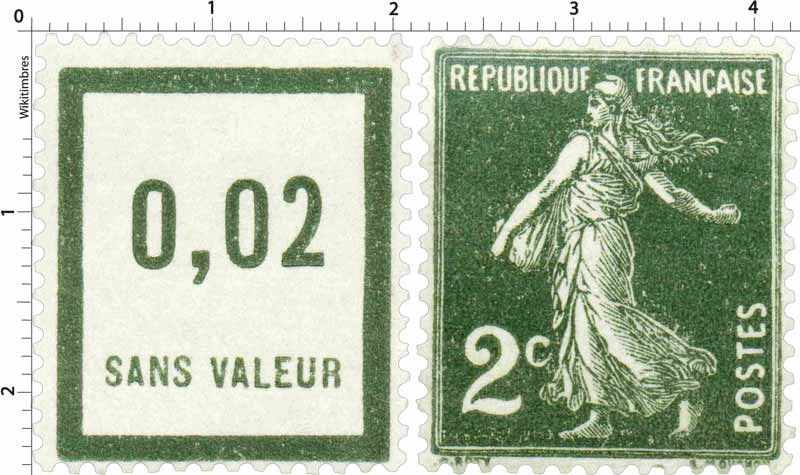 0 1 2 3 4
Wikitimbres
1
2
0,02
SANS VALEUR
REPUBLIQUE FRANÇAISE
2c
POSTES